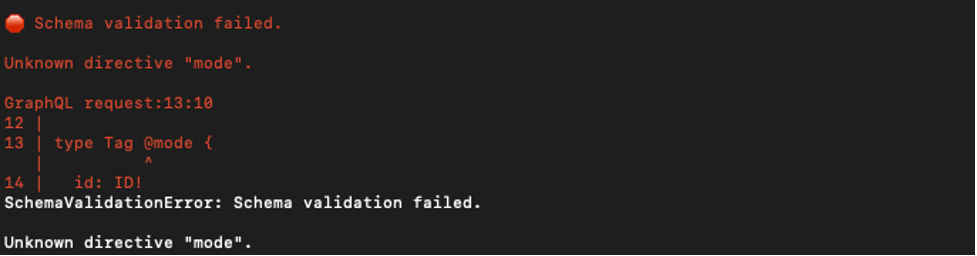 🛑 Schema validation failed.
Unknown directive "mode".
GraphQL request:13:10
12 |
13 | type Tag @mode {
   |          ^
14 |   id: ID!
SchemaValidationError: Schema validation failed.
Unknown directive "mode".